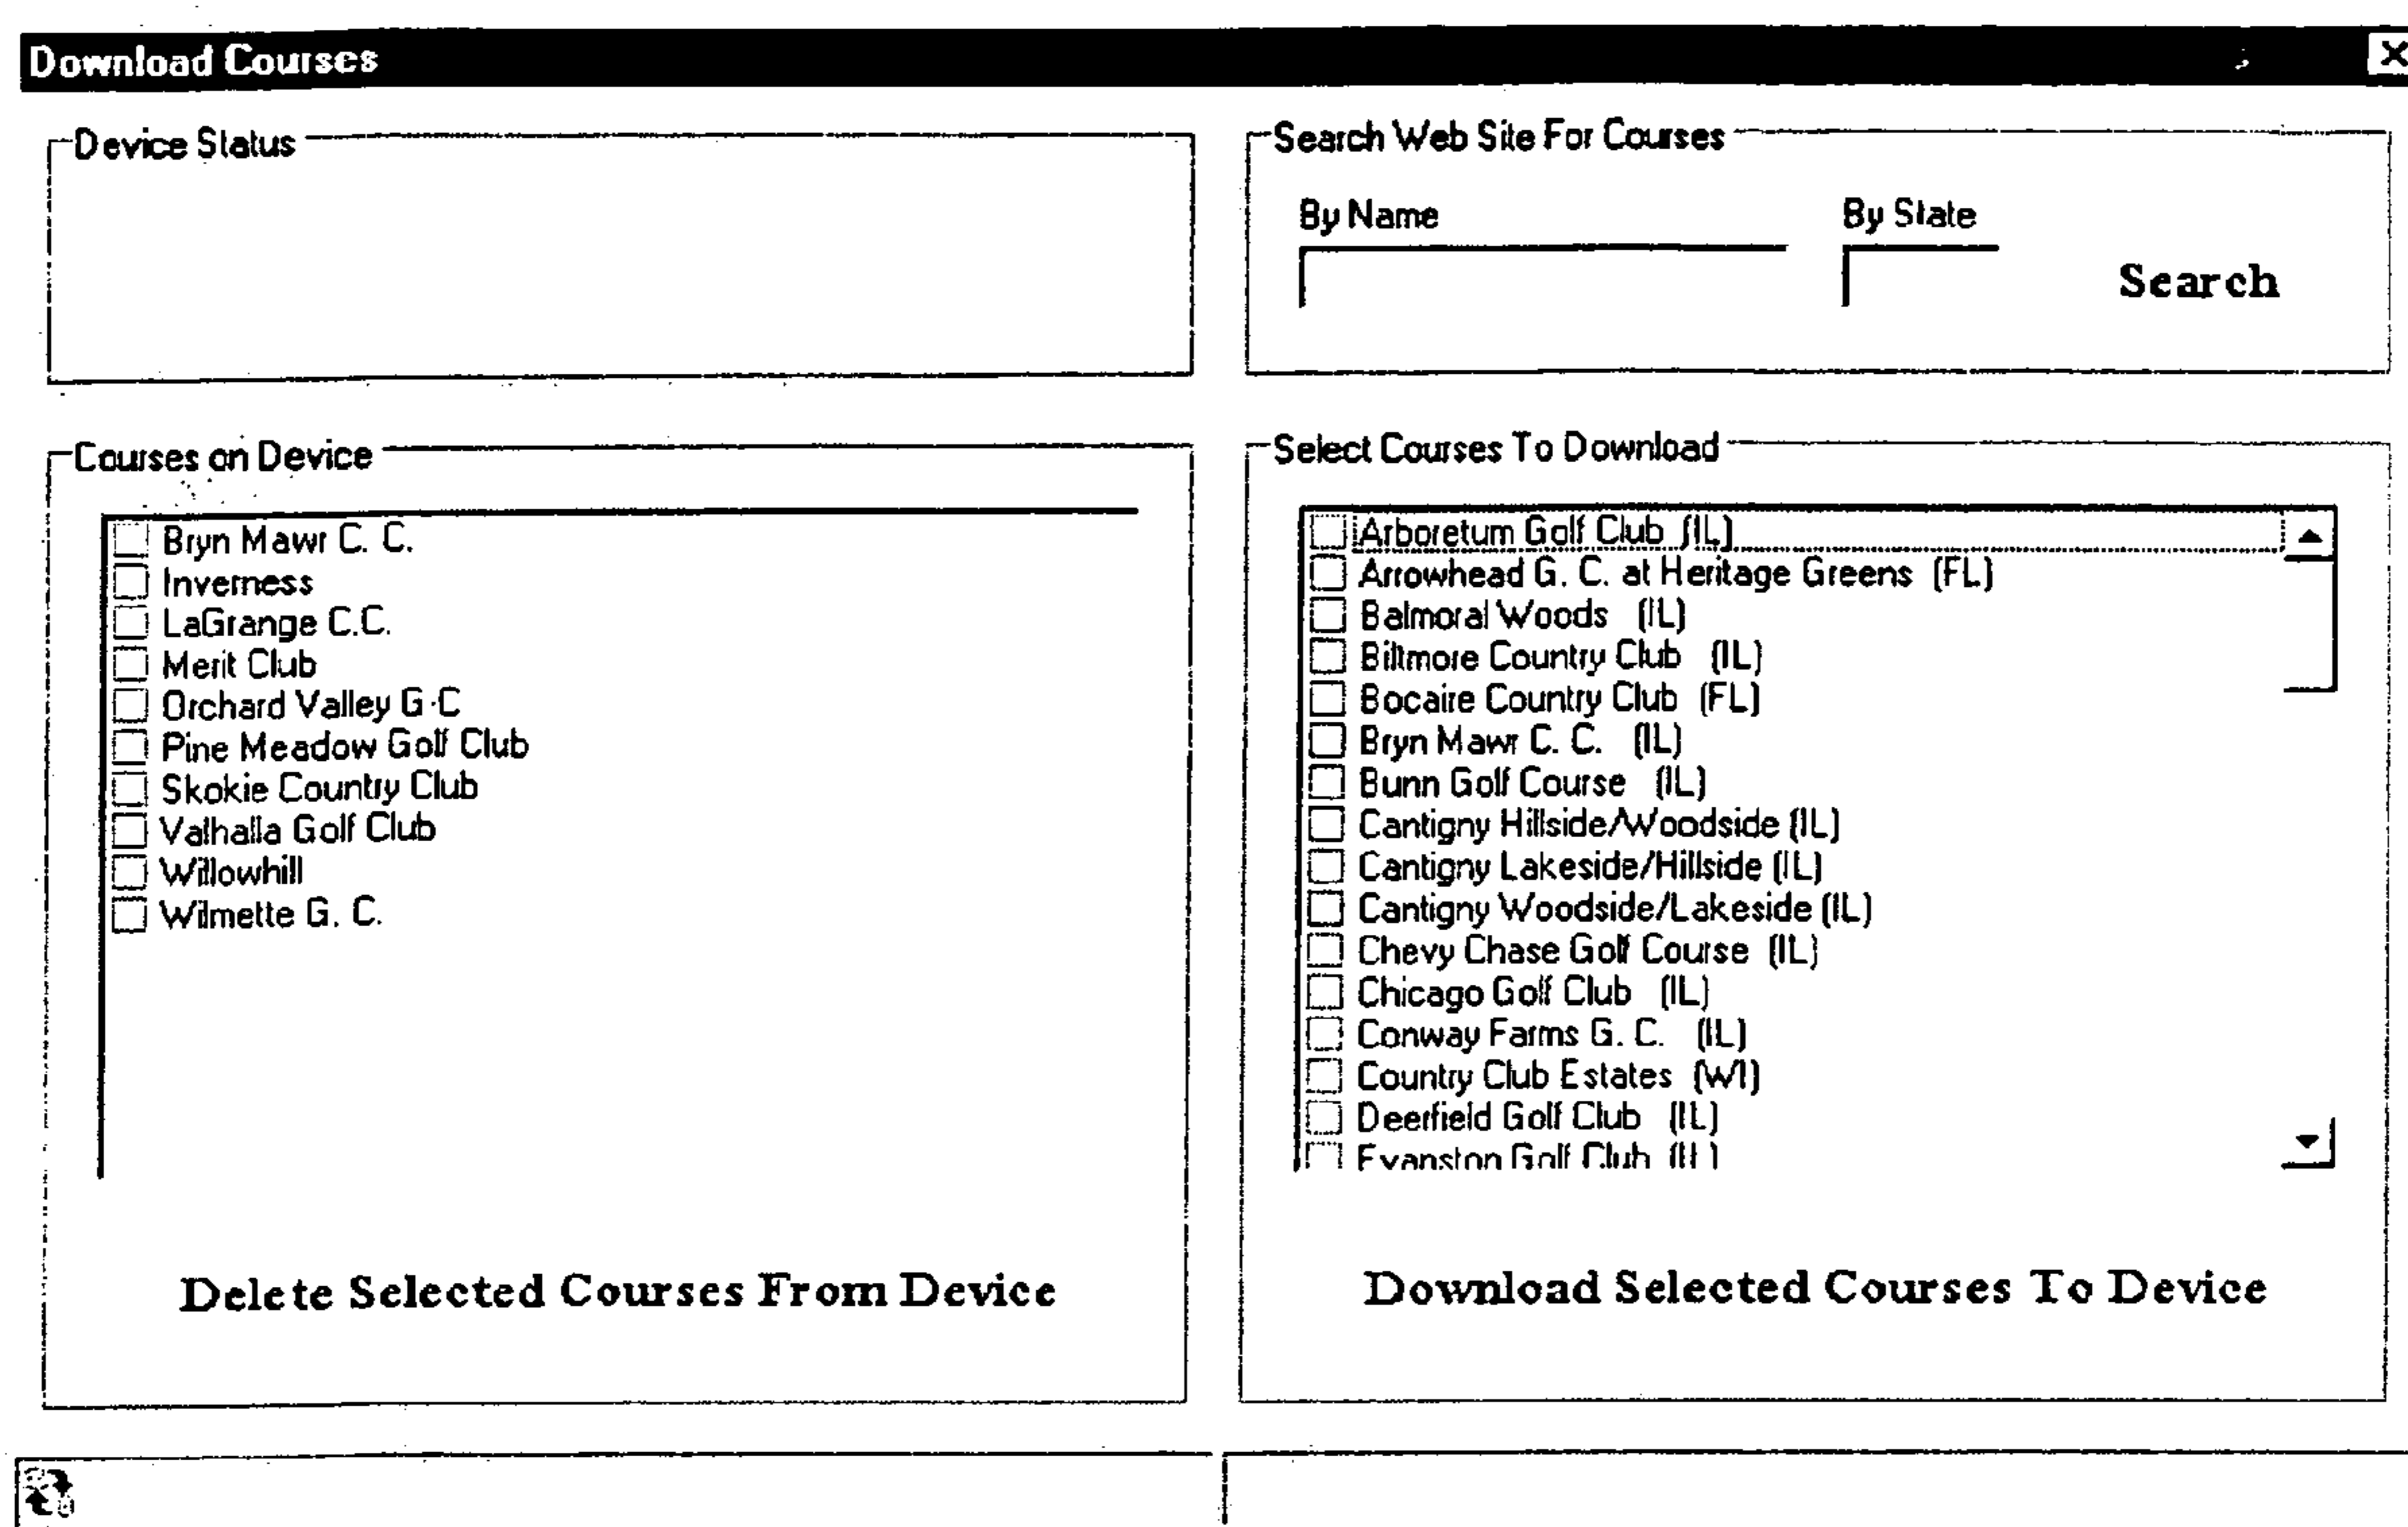 Download Courses
Device Status
Search Web Site For Courses
By Name
By State
Search
Courses on Device
Bryn Mawr C. C.
Inverness
LaGrange C.C.
Merit Club
Orchard Valley G C
Pine Meadow Golf Club
Skokie Country Club
Valhalla Golf Club
Willowhill
Wilmette G. C.
Delete Selected Courses From Device
Select Courses To Download
Arboretum Golf Club (IL)
Arrowhead G. C. at Heritage Greens (FL)
Balmoral Woods (IL)
Biltmore Country Club (IL)
Bocaire Country Club (FL)
Bryn Mawr C. C. (IL)
Bunn Golf Course (IL)
Cantigny Hillside/Woodside (IL)
Cantigny Lakeside/Hillside (IL)
Cantigny Woodside/Lakeside (IL)
Chevy Chase Golf Course (IL)
Chicago Golf Club (IL)
Conway Farms G. C. (IL)
Country Club Estates (WI)
Deerfield Golf Club (IL)
Evanston Golf Club (IL)
Download Selected Courses To Device